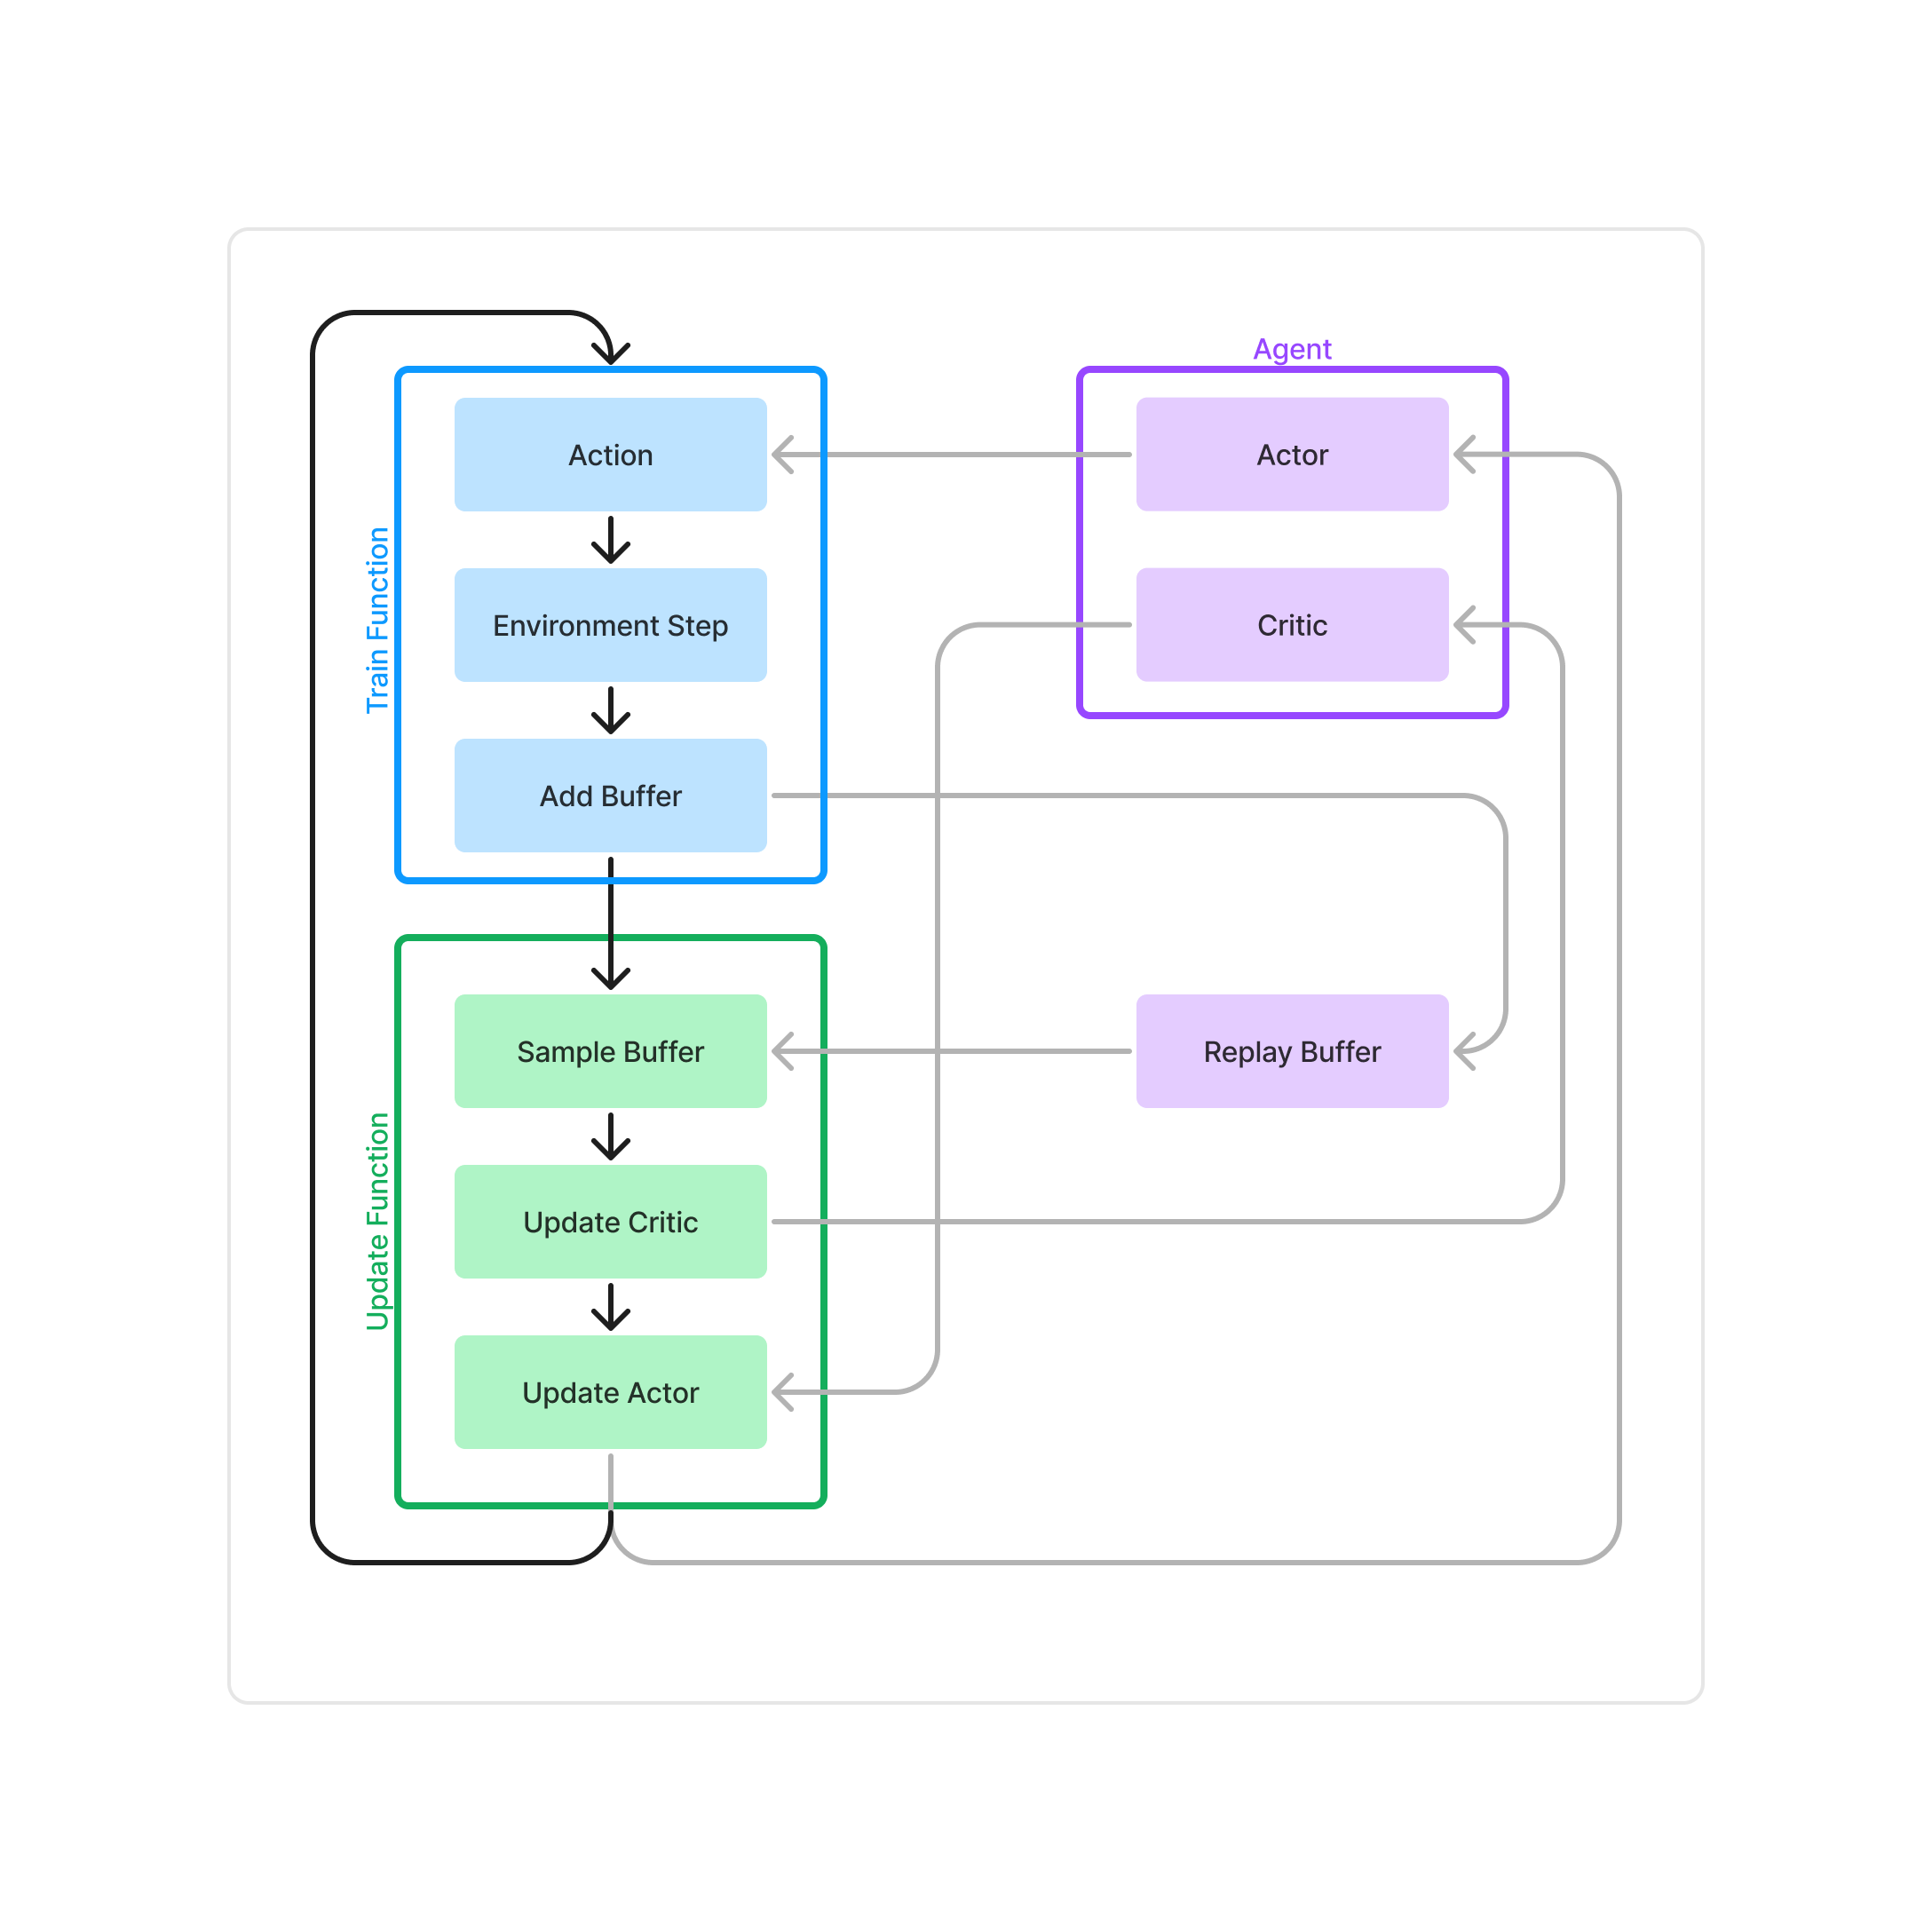 Agent
Train Function
Action
Actor
Environment Step
Critic
Add Buffer
Update Function
Sample Buffer
Replay Buffer
Update Critic
Update Actor